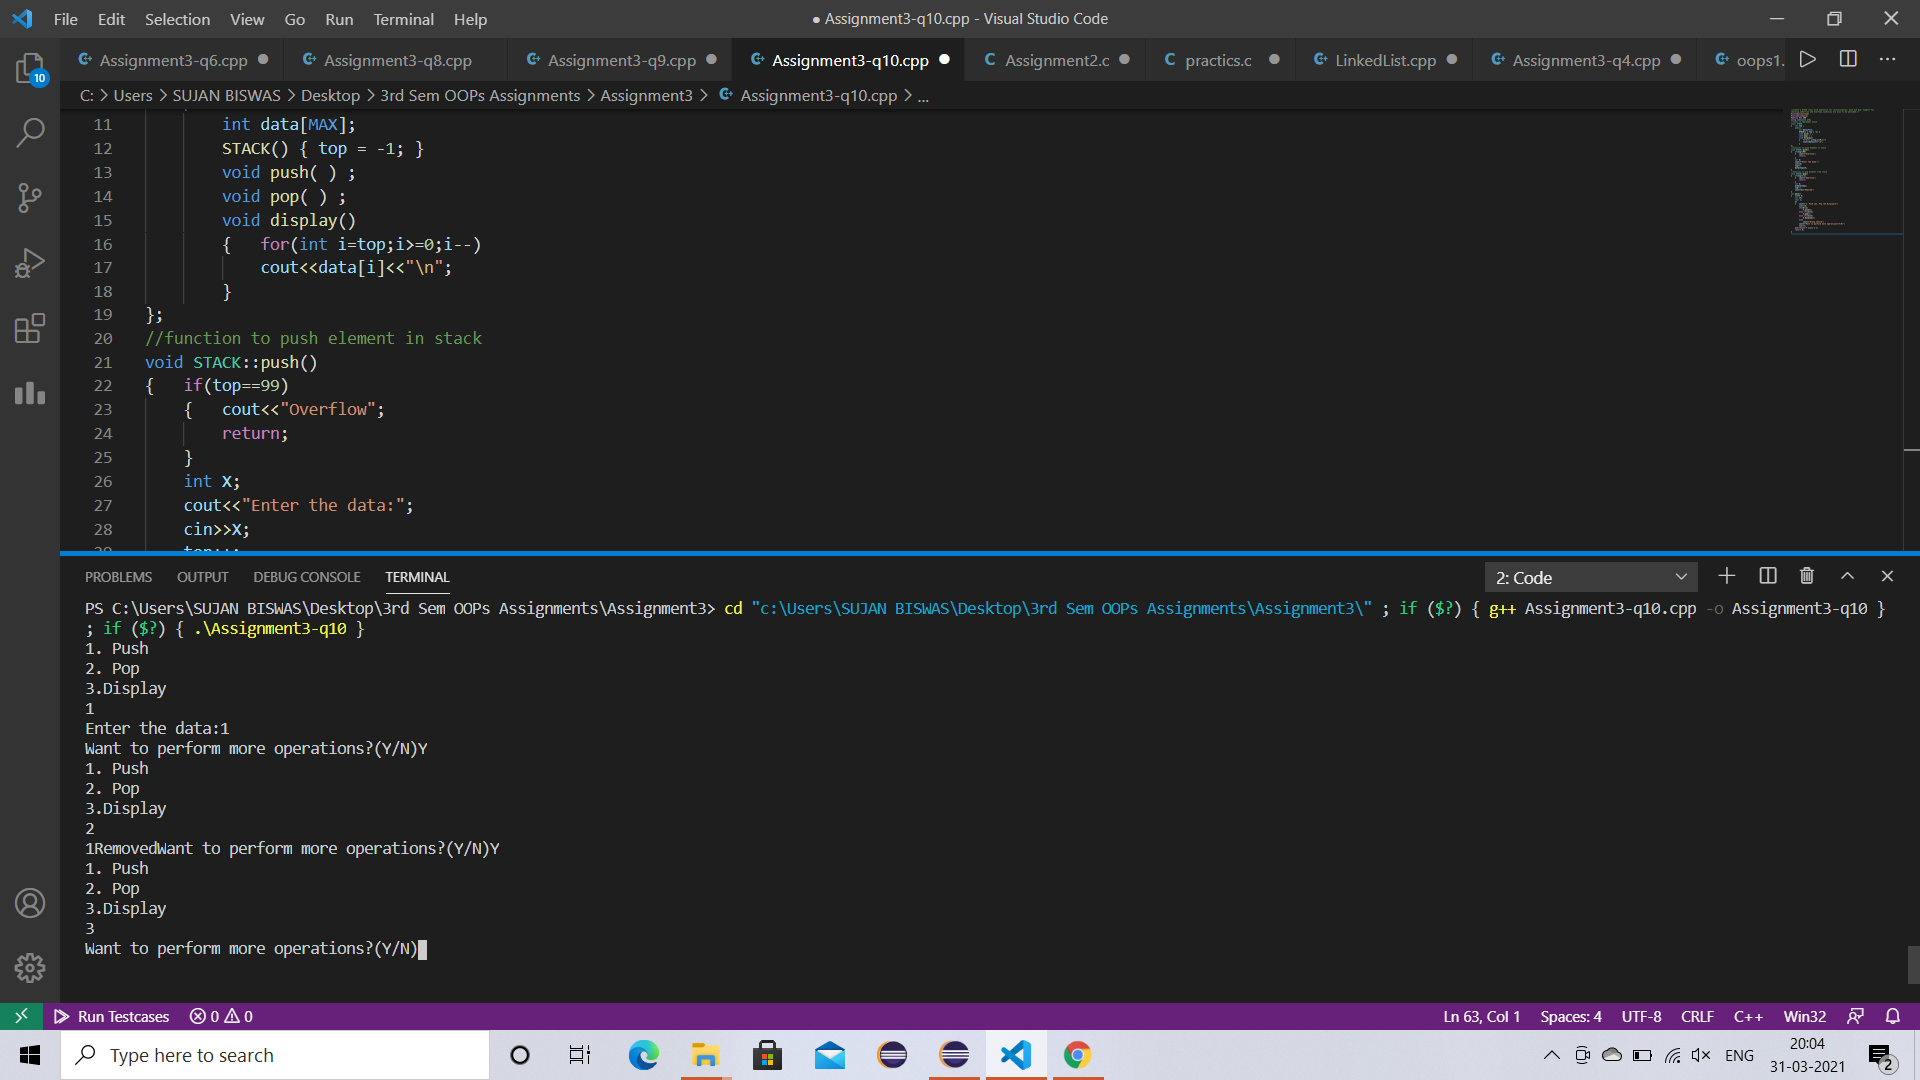 File Edit Selection View Go Run Terminal Help
● Assignment3-q10.cpp - Visual Studio Code
Assignment3-q6.cpp Assignment3-q8.cpp Assignment3-q9.cpp Assignment3-q10.cpp Assignment2.c practics.c LinkedList.cpp Assignment3-q4.cpp oops1.
C: > Users > SUJAN BISWAS > Desktop > 3rd Sem OOPs Assignments > Assignment3 > Assignment3-q10.cpp > ...
10
11 int data[MAX];
12 STACK() { top = -1; }
13 void push( ) ;
14 void pop( ) ;
15 void display()
16 { for(int i=top;i>=0;i--)
17 cout<<data[i]<<"\n";
18 }
19 };
20 //function to push element in stack
21 void STACK::push()
22 { if(top==99)
23 { cout<<"Overflow";
24 return;
25 }
26 int X;
27 cout<<"Enter the data:";
28 cin>>X;
PROBLEMS OUTPUT DEBUG CONSOLE TERMINAL
2: Code
PS C:\Users\SUJAN BISWAS\Desktop\3rd Sem OOPs Assignments\Assignment3> cd "c:\Users\SUJAN BISWAS\Desktop\3rd Sem OOPs Assignments\Assignment3\" ; if ($?) { g++ Assignment3-q10.cpp -o Assignment3-q10 }
; if ($?) { .\Assignment3-q10 }
1. Push
2. Pop
3.Display
1
Enter the data:1
Want to perform more operations?(Y/N)Y
1. Push
2. Pop
3.Display
2
1RemovedWant to perform more operations?(Y/N)Y
1. Push
2. Pop
3.Display
3
Want to perform more operations?(Y/N)
Run Testcases 0 0
Ln 63, Col 1 Spaces: 4 UTF-8 CRLF C++ Win32
Type here to search
ENG
20:04
31-03-2021
2